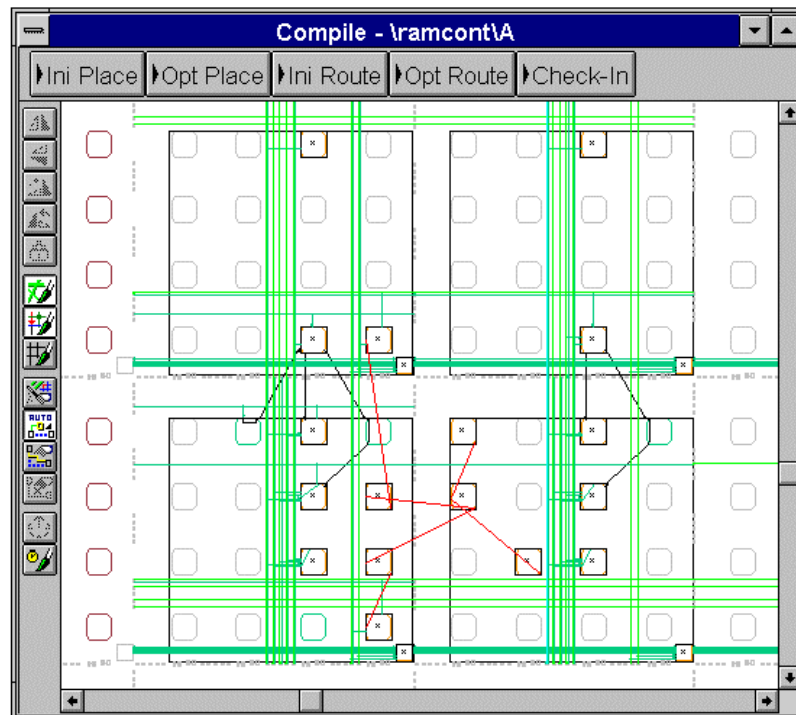 Compile - \ramcont\A
Ini Place Opt Place Ini Route Opt Route Check-In
AUTO